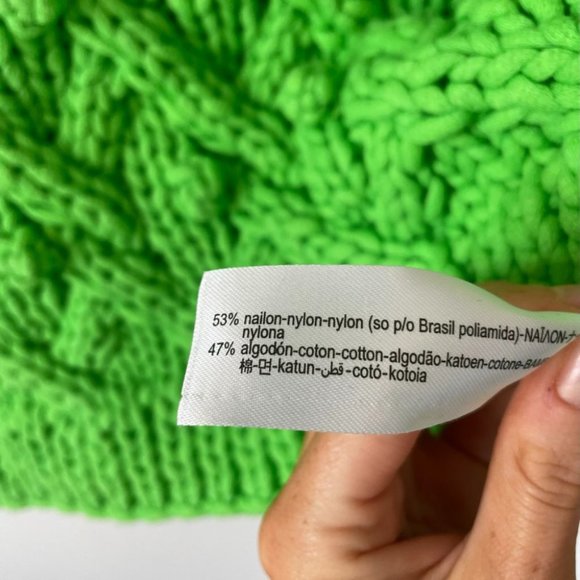 53% nailon-nylon-nylon (so p/o Brasil poliamida)-ΝΑΪΛΟΝ-
nylona
47% algodón-coton-cotton-algodão-katoen-cotone-
棉-면-katun-قطن-cotó-kotoia